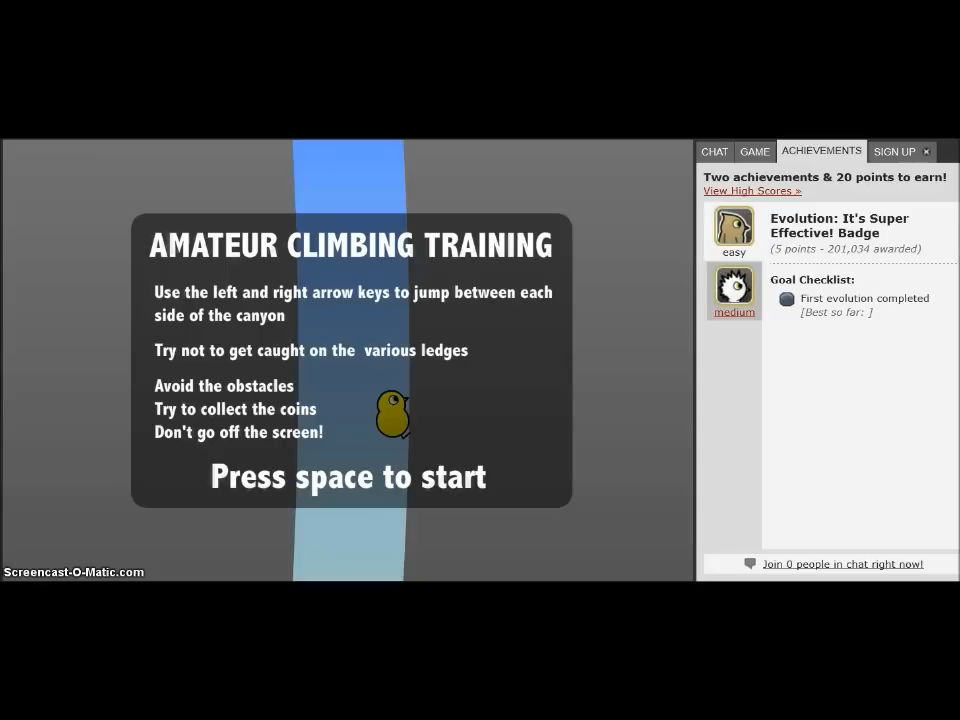 AMATEUR CLIMBING TRAINING
Use the left and right arrow keys to jump between each
side of the canyon
Try not to get caught on the various ledges
Avoid the obstacles
Try to collect the coins
Don't go off the screen!
Press space to start
Screencast-O-Matic.com
CHAT GAME ACHIEVEMENTS SIGN UP
Two achievements & 20 points to earn!
View High Scores »
easy
medium
Evolution: It's Super
Effective! Badge
(5 points - 201,034 awarded)
Goal Checklist:
First evolution completed
[Best so far: ]
Join 0 people in chat right now!